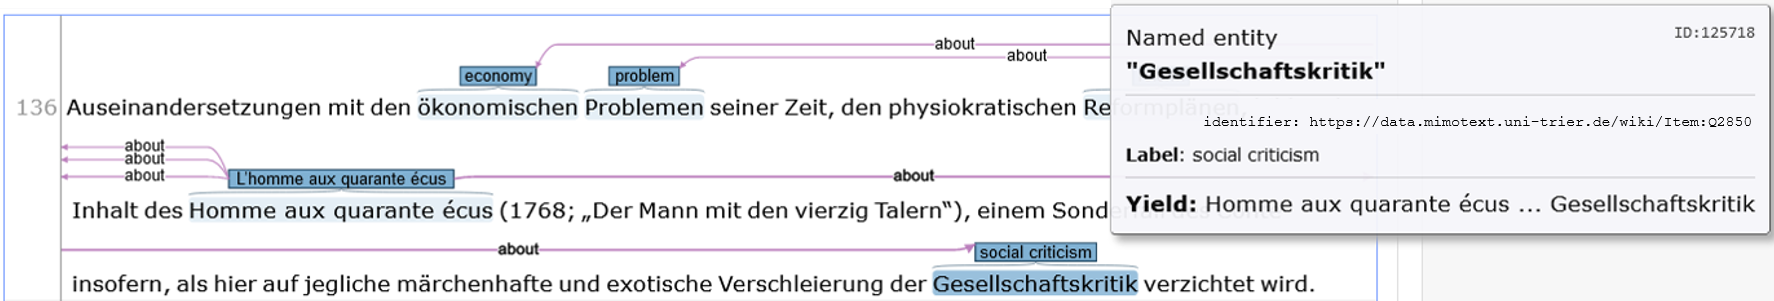 about
about
economy problem
136 Auseinandersetzungen mit den ökonomischen Problemen seiner Zeit, den physiokratischen Reformplänen,
about
about
about L'homme aux quarante écus about
Inhalt des Homme aux quarante écus (1768; „Der Mann mit den vierzig Talern“), einem Sonderfall des Conte
about social criticism
insofern, als hier auf jegliche märchenhafte und exotische Verschleierung der Gesellschaftskritik verzichtet wird.
Named entity ID:125718
"Gesellschaftskritik"
identifier: https://data.mimotext.uni-trier.de/wiki/Item:Q2850
Label: social criticism
Yield: Homme aux quarante écus ... Gesellschaftskritik